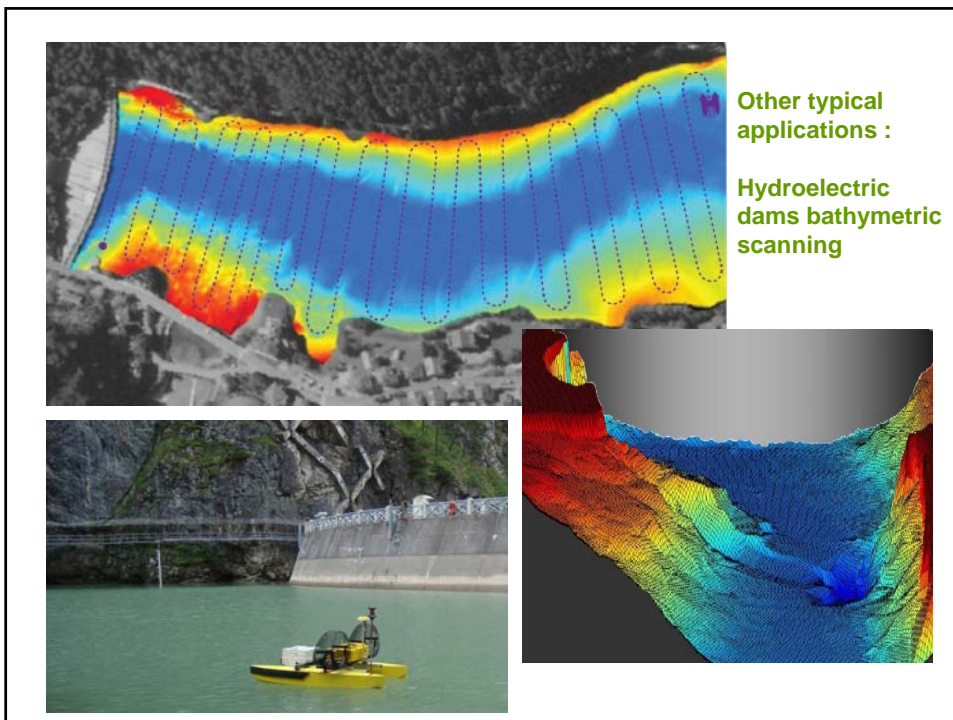 Other typical
applications :
Hydroelectric
dams bathymetric
scanning